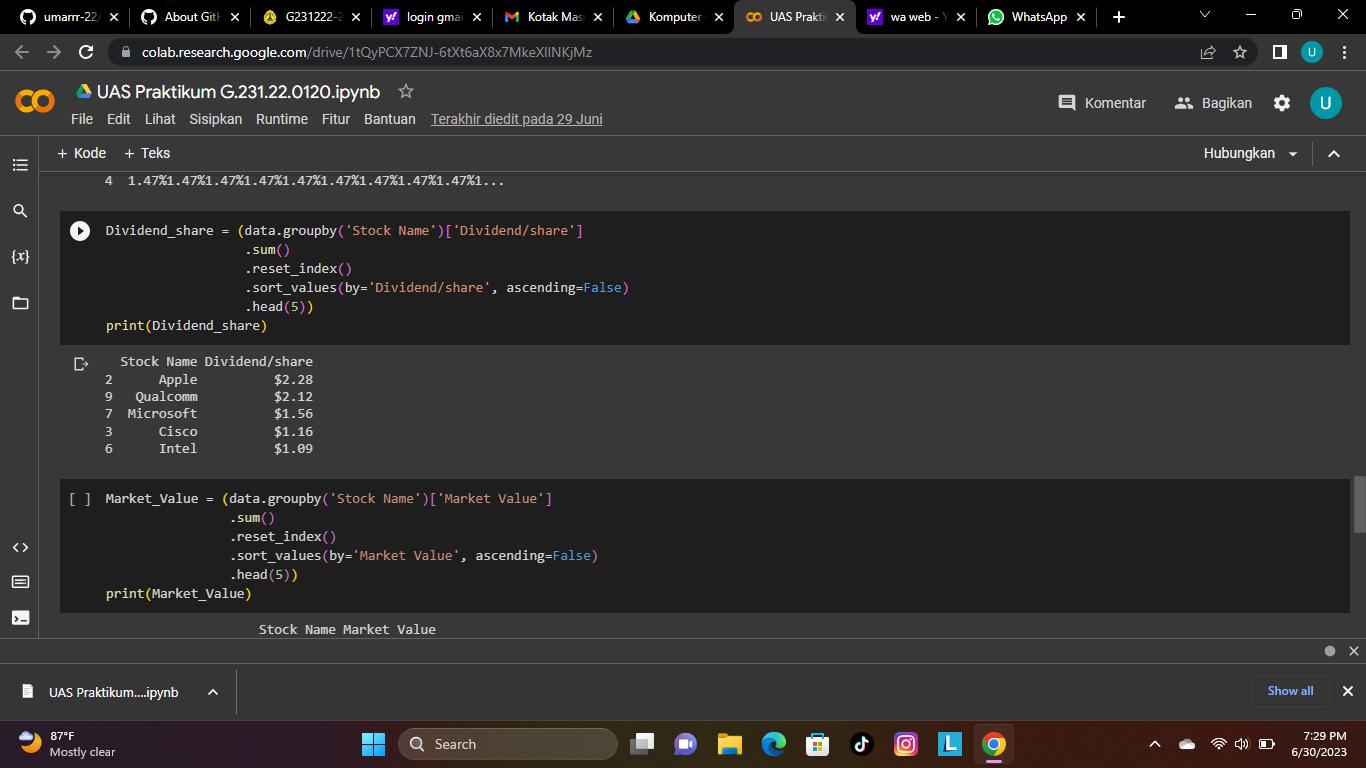 umarrr-22/
About GitH
G231222-2
login gmai
Kotak Mas
Komputer
UAS Prakti
wa web - Y
WhatsApp
colab.research.google.com/drive/1tQyPCX7ZNJ-6tXt6aX8x7MkeXIINKjMz
U
UAS Praktikum G.231.22.0120.ipynb
Komentar
Bagikan
U
File Edit Lihat Sisipkan Runtime Fitur Bantuan Terakhir diedit pada 29 Juni
+ Kode + Teks
Hubungkan
4 1.47%1.47%1.47%1.47%1.47%1.47%1.47%1.47%1.47%1...
{x}
Dividend_share = (data.groupby('Stock Name')['Dividend/share']
.sum()
.reset_index()
.sort_values(by='Dividend/share', ascending=False)
.head(5))
print(Dividend_share)
Stock Name Dividend/share
2 Apple $2.28
9 Qualcomm $2.12
7 Microsoft $1.56
3 Cisco $1.16
6 Intel $1.09
[ ] Market_Value = (data.groupby('Stock Name')['Market Value']
.sum()
.reset_index()
.sort_values(by='Market Value', ascending=False)
.head(5))
print(Market_Value)
Stock Name Market Value
UAS Praktikum....ipynb
Show all
87°F
Mostly clear
Search
L
7:29 PM
6/30/2023